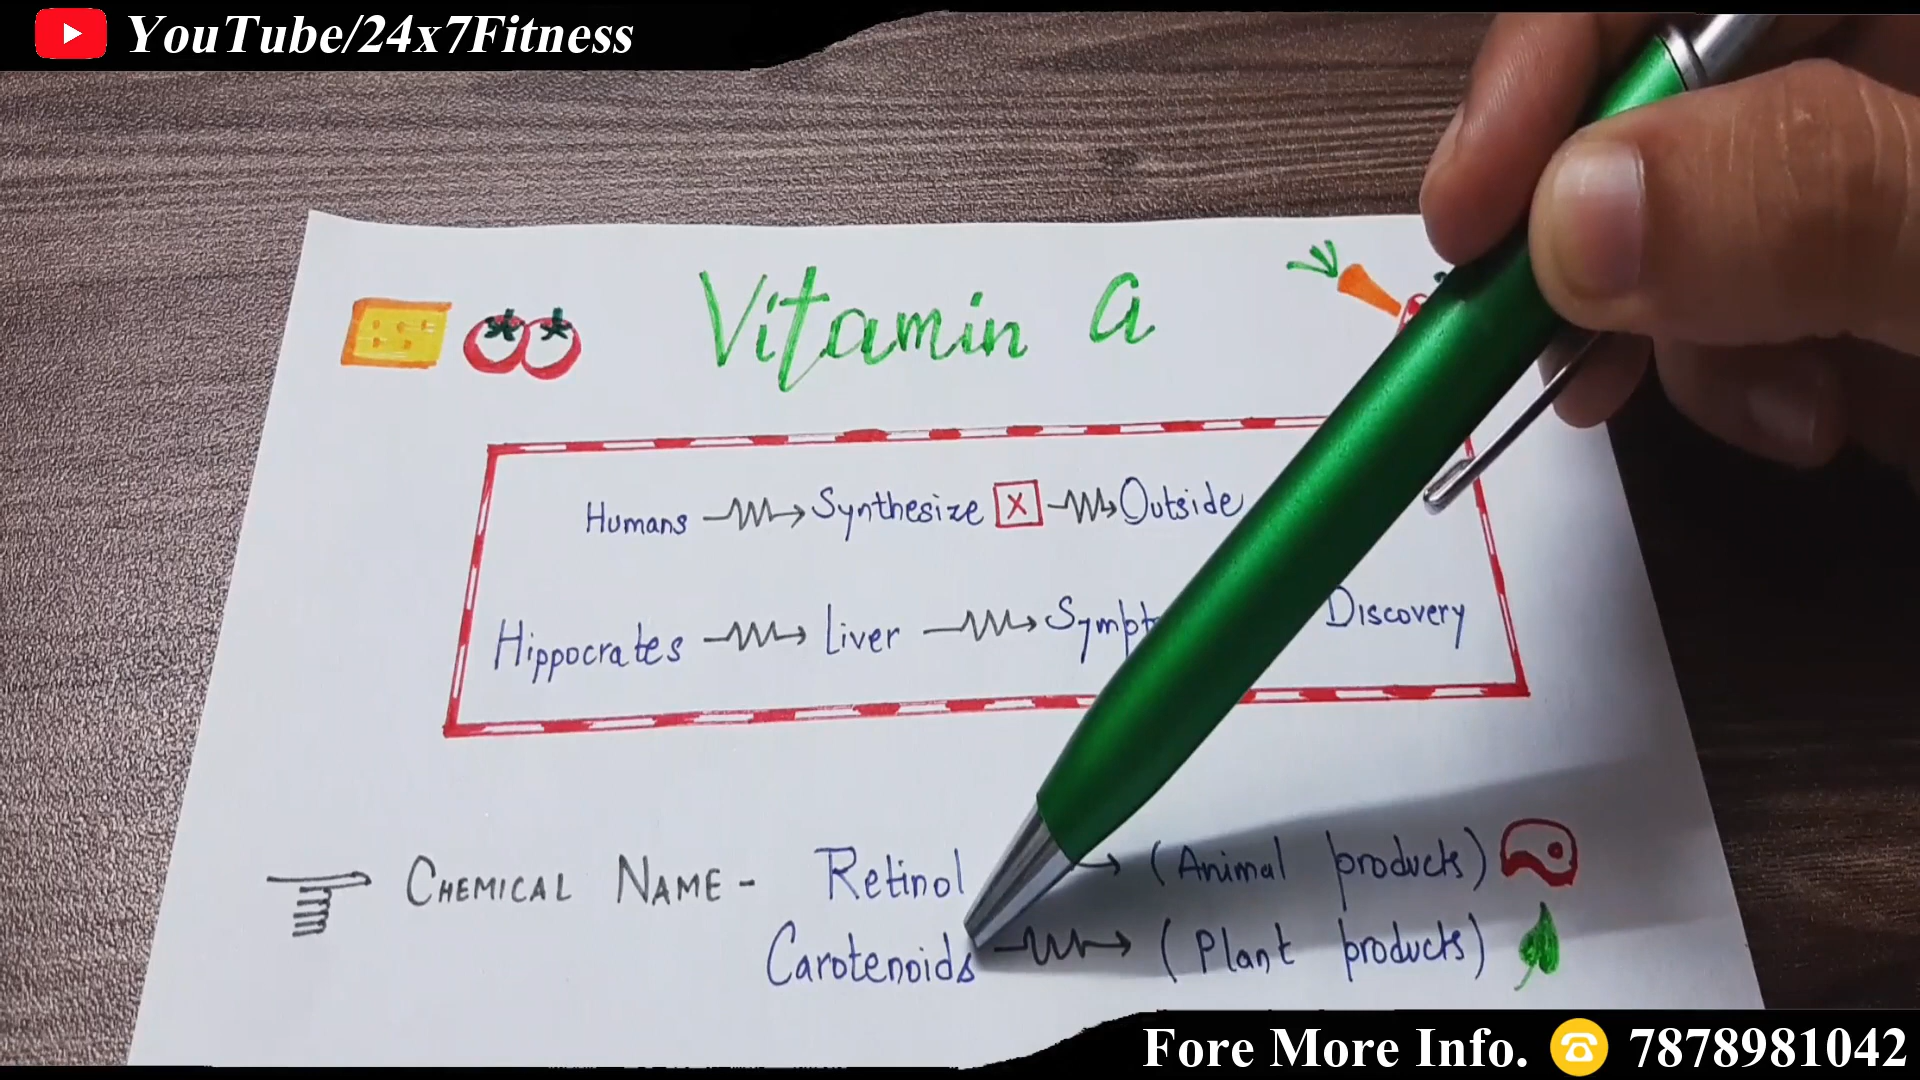 YouTube/24x7Fitness
Vitamin a
Humans Synthesize X Outside
Hippocrates Liver Discovery
CHEMICAL NAME - Retinol (Animal products)
Carotenoids (Plant products)
Fore More Info. 7878981042